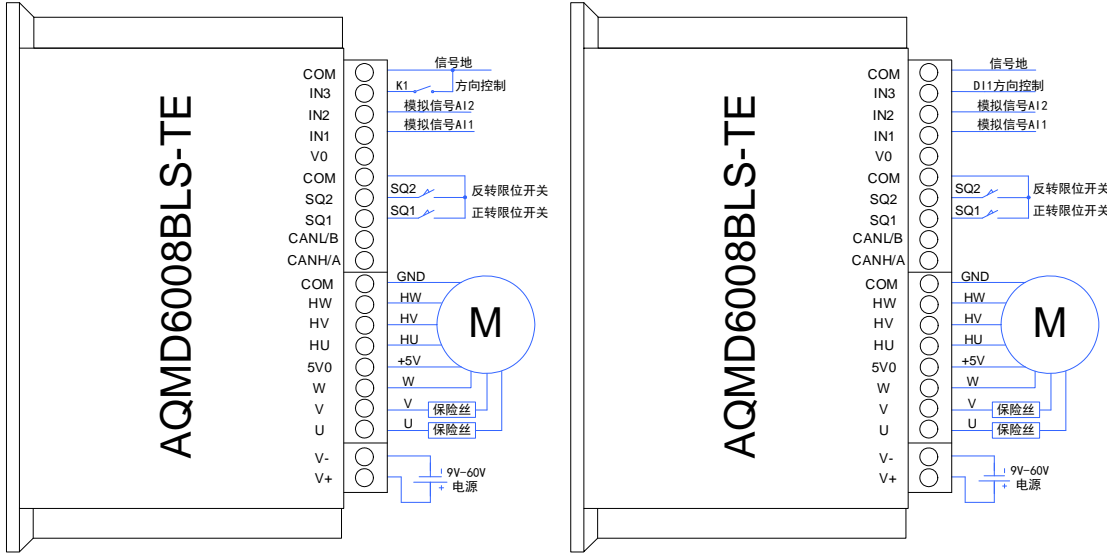 AQMD6008BLS-TE
COM
IN3
IN2
IN1
V0
COM
SQ2
SQ1
CANL/B
CANH/A
COM
HW
HV
HU
5V0
W
V
U
V-
V+
信号地
K1 方向控制
模拟信号AI2
模拟信号AI1
SQ2 反转限位开关
SQ1 正转限位开关
GND
HW
HV
HU
+5V
W
V 保险丝
U 保险丝
M
9V-60V
+ 电源
AQMD6008BLS-TE
COM
IN3
IN2
IN1
V0
COM
SQ2
SQ1
CANL/B
CANH/A
COM
HW
HV
HU
5V0
W
V
U
V-
V+
信号地
DI1方向控制
模拟信号AI2
模拟信号AI1
SQ2 反转限位开关
SQ1 正转限位开关
GND
HW
HV
HU
+5V
W
V 保险丝
U 保险丝
M
9V-60V
+ 电源